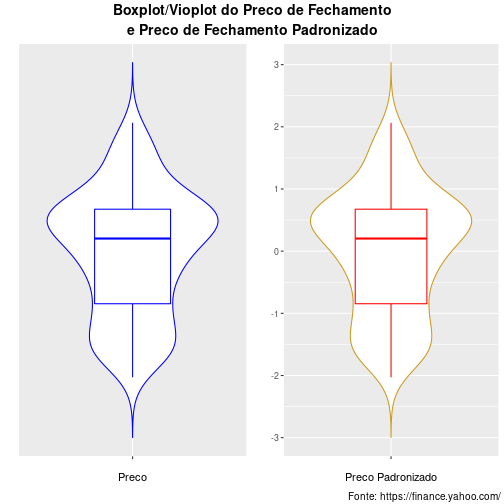 Boxplot/Vioplot do Preco de Fechamento
e Preco de Fechamento Padronizado
3
1
0
-1
-2
-3
Preco
Preco Padronizado
Fonte: https://finance.yahoo.com/